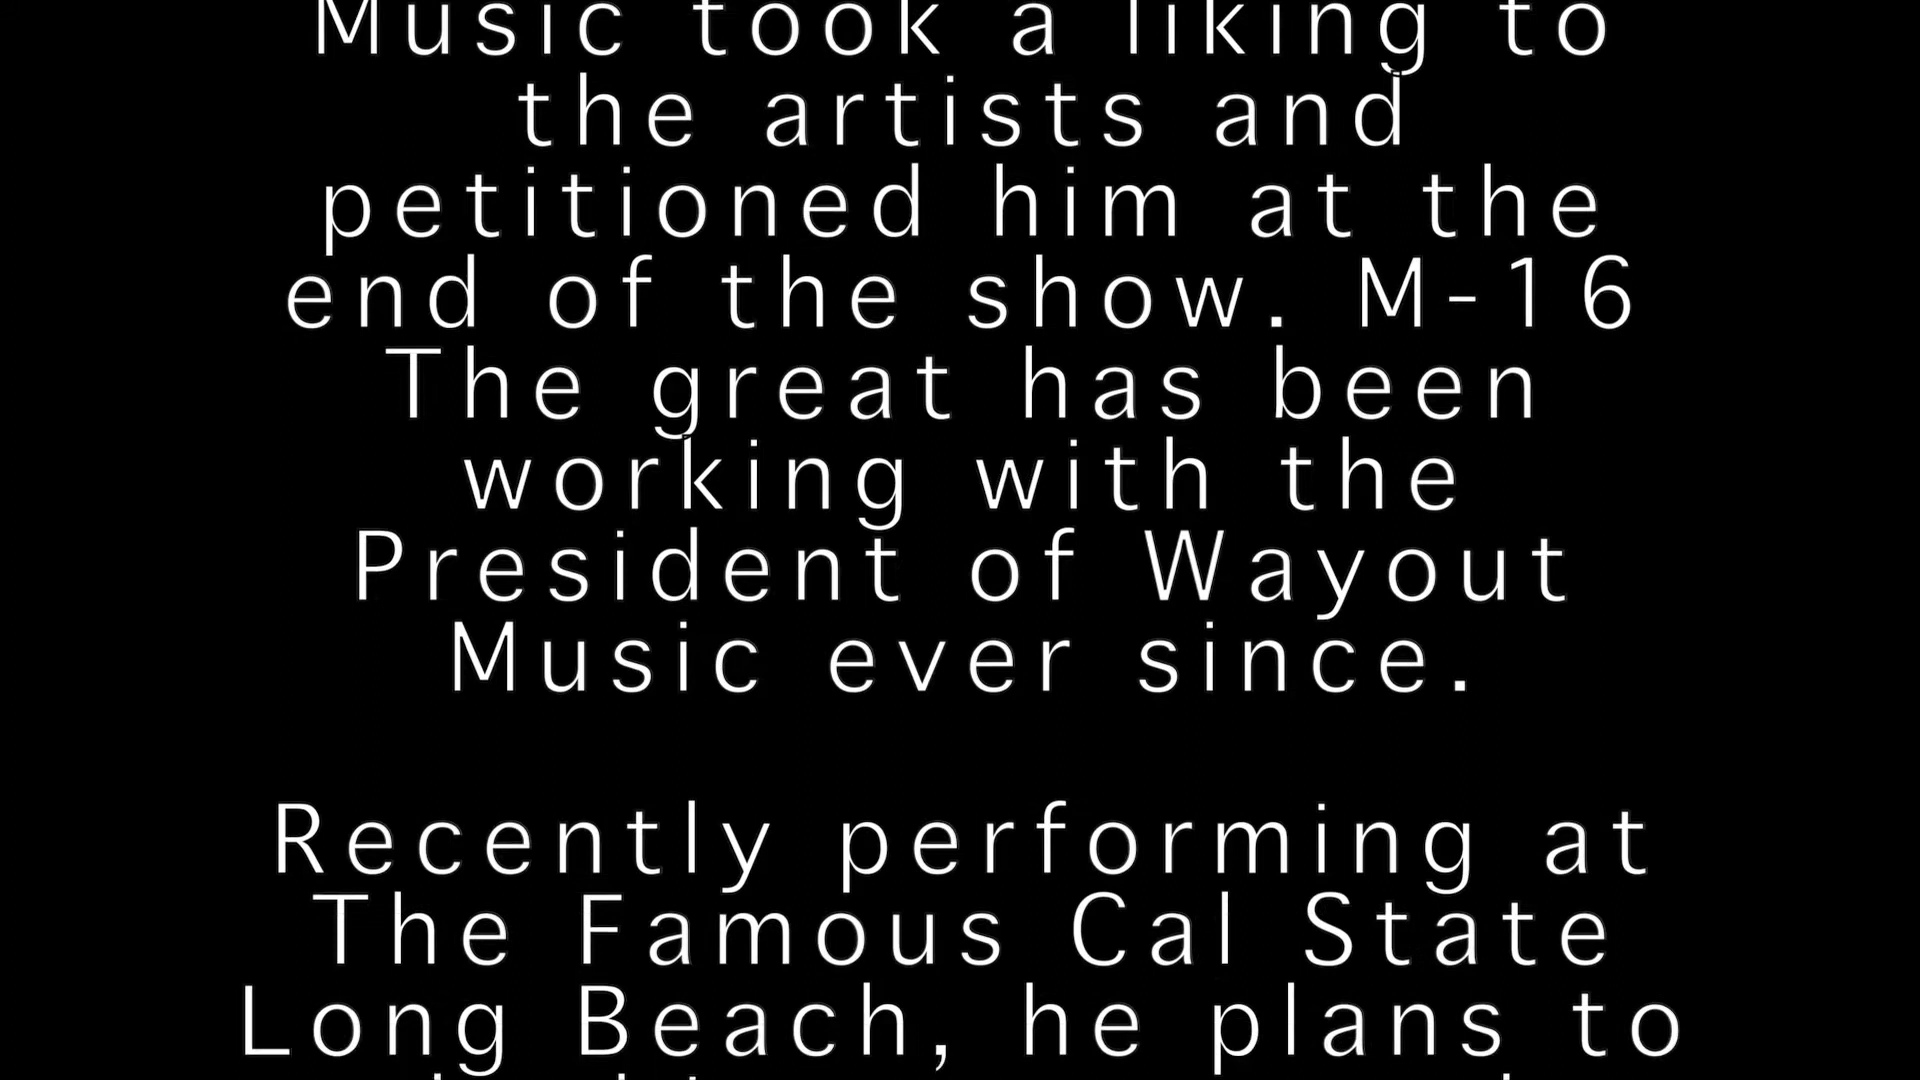 Music took a liking to
the artists and
petitioned him at the
end of the show. M-16
The great has been
working with the
President of Wayout
Music ever since.
Recently performing at
The Famous Cal State
Long Beach, he plans to